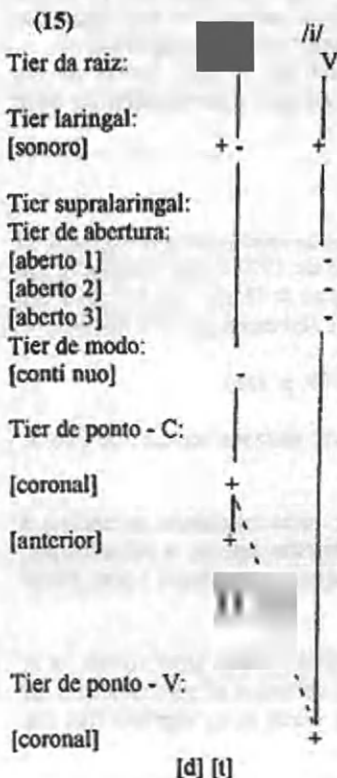 (15)
/i/
Tier da raiz: V
Tier laringal:
[sonoro] + - +
Tier supralaringal:
Tier de abertura:
[aberto 1] -
[aberto 2] -
[aberto 3] -
Tier de modo:
[contí nuo] -
Tier de ponto - C:
[coronal] +
[anterior] +
Tier de ponto - V:
[coronal] +
[d] [t]